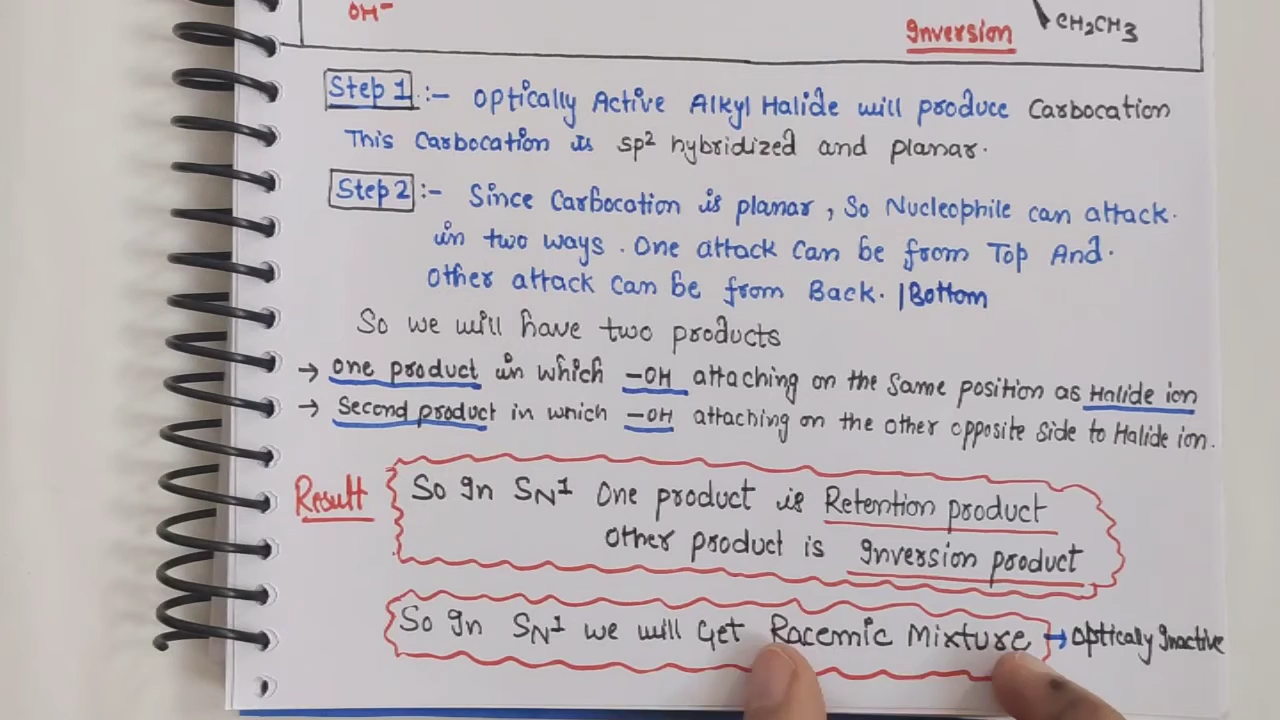 OH⁻
Inversion
CH₂CH₃
Step 1 :- Optically Active Alkyl Halide will produce Carbocation
This Carbocation is sp² hybridized and planar.
Step 2 :- Since Carbocation is planar, So Nucleophile can attack.
in two ways. One attack can be from Top And.
Other attack can be from Back. / Bottom
So we will have two products
→ One product in which -OH attaching on the same position as Halide ion
→ Second product in which -OH attaching on the other opposite side to Halide ion.
Result So In SN1 One product is Retention product
Other product is Inversion product
So In SN1 we will Get Racemic Mixture → Optically Inactive